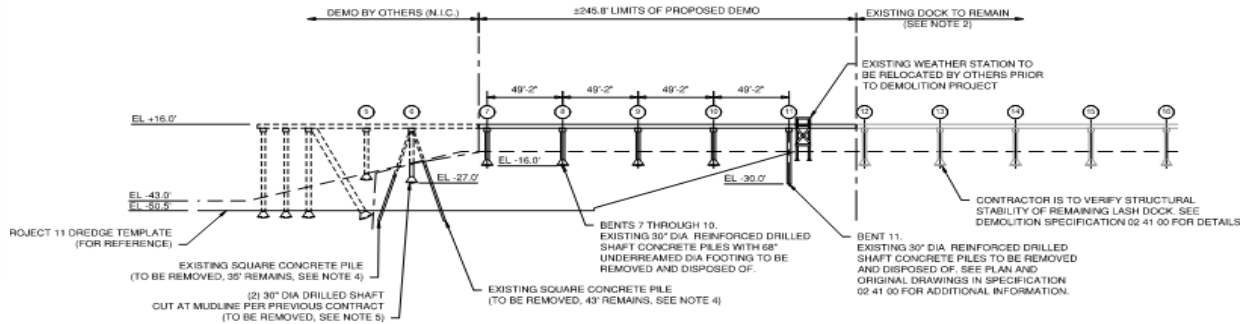 DEMO BY OTHERS (N.I.C.)
±245.8' LIMITS OF PROPOSED DEMO
EXISTING DOCK TO REMAIN
(SEE NOTE 2)
EXISTING WEATHER STATION TO
BE RELOCATED BY OTHERS PRIOR
TO DEMOLITION PROJECT
49'-2"
49'-2"
49'-2"
49'-2"
5
6
7
8
9
10
11
12
13
14
15
16
EL +16.0'
EL -16.0'
EL -27.0'
EL -30.0'
EL -43.0'
EL -50.5'
ROJECT 11 DREDGE TEMPLATE
(FOR REFERENCE)
EXISTING SQUARE CONCRETE PILE
(TO BE REMOVED, 35' REMAINS, SEE NOTE 4)
(2) 30" DIA DRILLED SHAFT
CUT AT MUDLINE PER PREVIOUS CONTRACT
(TO BE REMOVED, SEE NOTE 5)
EXISTING SQUARE CONCRETE PILE
(TO BE REMOVED, 43' REMAINS, SEE NOTE 4)
BENTS 7 THROUGH 10.
EXISTING 30" DIA REINFORCED DRILLED
SHAFT CONCRETE PILES WITH 68"
UNDERREAMED DIA FOOTING TO BE
REMOVED AND DISPOSED OF.
BENT 11.
EXISTING 30" DIA REINFORCED DRILLED
SHAFT CONCRETE PILES TO BE REMOVED
AND DISPOSED OF. SEE PLAN AND
ORIGINAL DRAWINGS IN SPECIFICATION
02 41 00 FOR ADDITIONAL INFORMATION.
CONTRACTOR IS TO VERIFY STRUCTURAL
STABILITY OF REMAINING LASH DOCK. SEE
DEMOLITION SPECIFICATION 02 41 00 FOR DETAILS